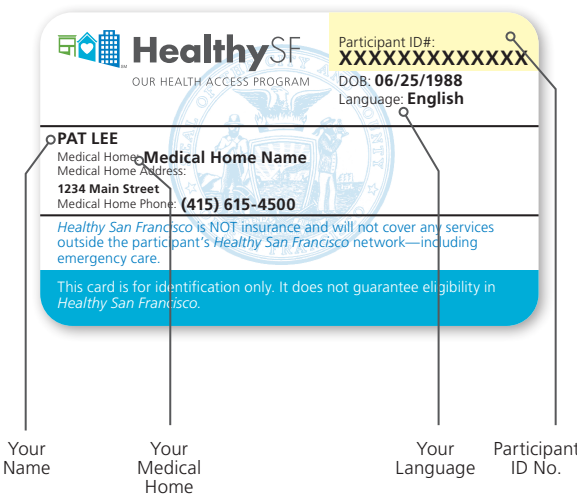 HealthySF
SM
OUR HEALTH ACCESS PROGRAM
Participant ID#:
XXXXXXXXXXXXXX
DOB: 06/25/1988
Language: English
PAT LEE
Medical Home: Medical Home Name
Medical Home Address:
1234 Main Street
Medical Home Phone: (415) 615-4500
Healthy San Francisco is NOT insurance and will not cover any services
outside the participant's Healthy San Francisco network—including
emergency care.
This card is for identification only. It does not guarantee eligibility in
Healthy San Francisco.
Your
Name
Your
Medical
Home
Your
Language
Participant
ID No.